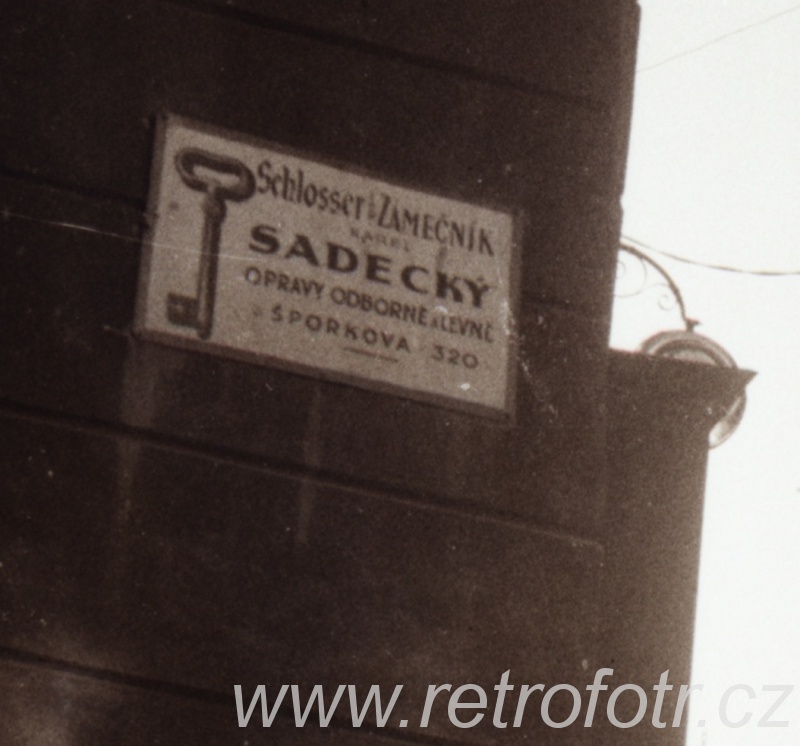 Schlosser & ZÁMEČNÍK
KAREL
SADECKÝ
OPRAVY ODBORNĚ a LEVNĚ
ŠPORKOVA 320
www.retrofotr.cz